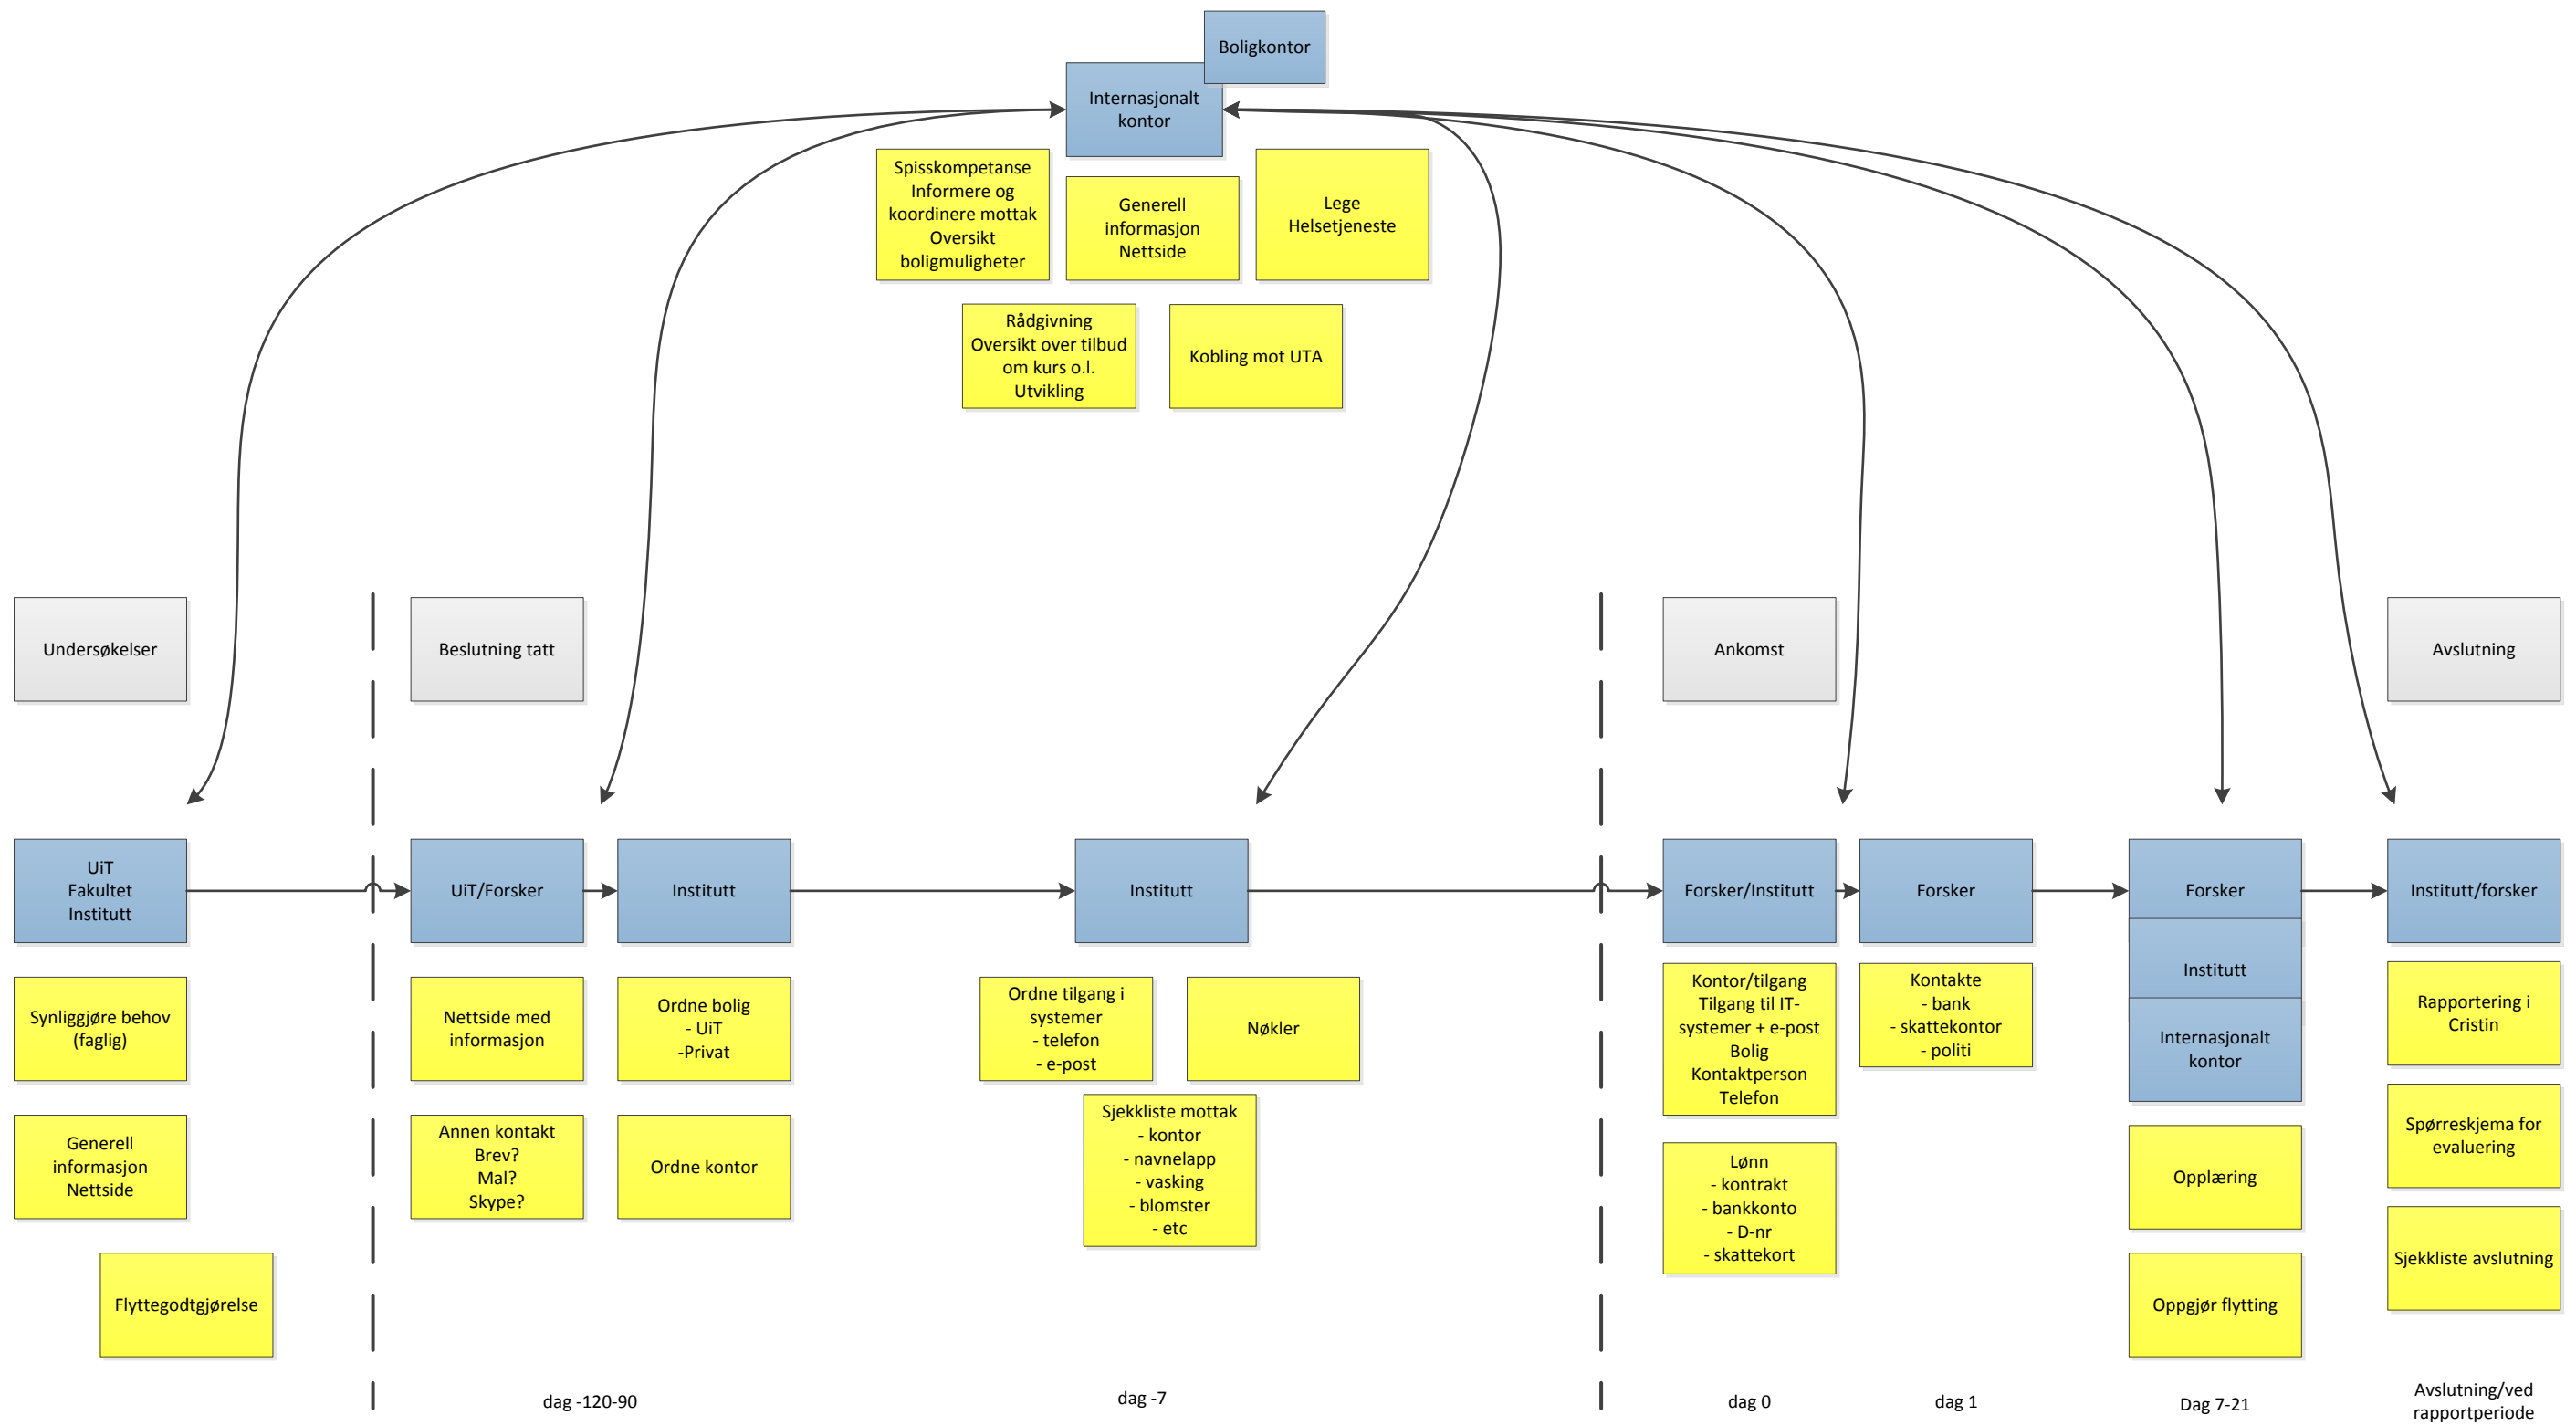 Boligkontor
Internasjonalt
kontor
Spisskompetanse
Informere og
koordinere mottak
Oversikt
boligmuligheter
Generell
informasjon
Nettside
Lege
Helsetjeneste
Rådgivning
Oversikt over tilbud
om kurs o.l.
Utvikling
Kobling mot UTA
Undersøkelser
Beslutning tatt
Ankomst
Avslutning
UiT
Fakultet
Institutt
UiT/Forsker
Institutt
Institutt
Forsker/Institutt
Forsker
Forsker
Institutt
Internasjonalt
kontor
Institutt/forsker
Synliggjøre behov
(faglig)
Generell
informasjon
Nettside
Flyttegodtgjørelse
Nettside med
informasjon
Annen kontakt
Brev?
Mal?
Skype?
Ordne bolig
- UiT
-Privat
Ordne kontor
Ordne tilgang i
systemer
- telefon
- e-post
Nøkler
Sjekkliste mottak
- kontor
- navnelapp
- vasking
- blomster
- etc
Kontor/tilgang
Tilgang til IT-
systemer + e-post
Bolig
Kontaktperson
Telefon
Lønn
- kontrakt
- bankkonto
- D-nr
- skattekort
Kontakte
- bank
- skattekontor
- politi
Opplæring
Oppgjør flytting
Rapportering i
Cristin
Spørreskjema for
evaluering
Sjekkliste avslutning
dag -120-90
dag -7
dag 0
dag 1
Dag 7-21
Avslutning/ved
rapportperiode